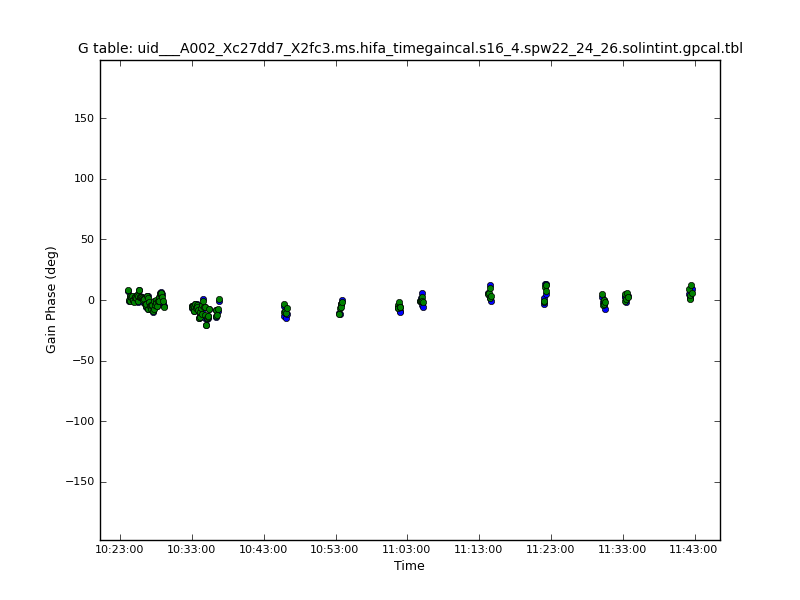 G table: uid___A002_Xc27dd7_X2fc3.ms.hifa_timegaincal.s16_4.spw22_24_26.solintint.gpcal.tbl
150
100
50
0
−50
−100
−150
Gain Phase (deg)
10:23:00 10:33:00 10:43:00 10:53:00 11:03:00 11:13:00 11:23:00 11:33:00 11:43:00
Time